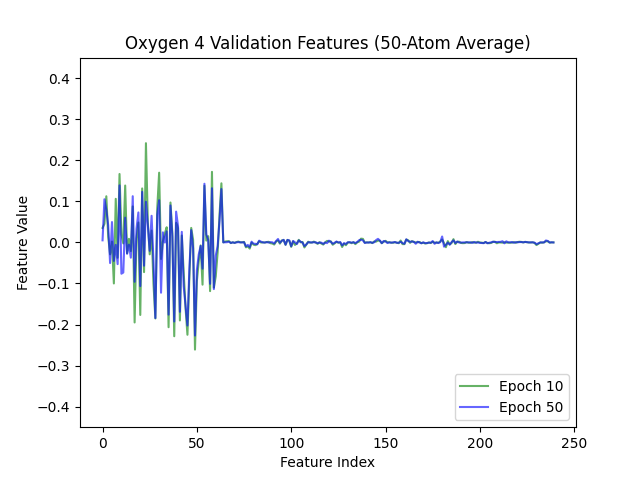 Oxygen 4 Validation Features (50-Atom Average)
Feature Value
0.4
0.3
0.2
0.1
0.0
−0.1
−0.2
−0.3
−0.4
Epoch 10
Epoch 50
0 50 100 150 200 250
Feature Index